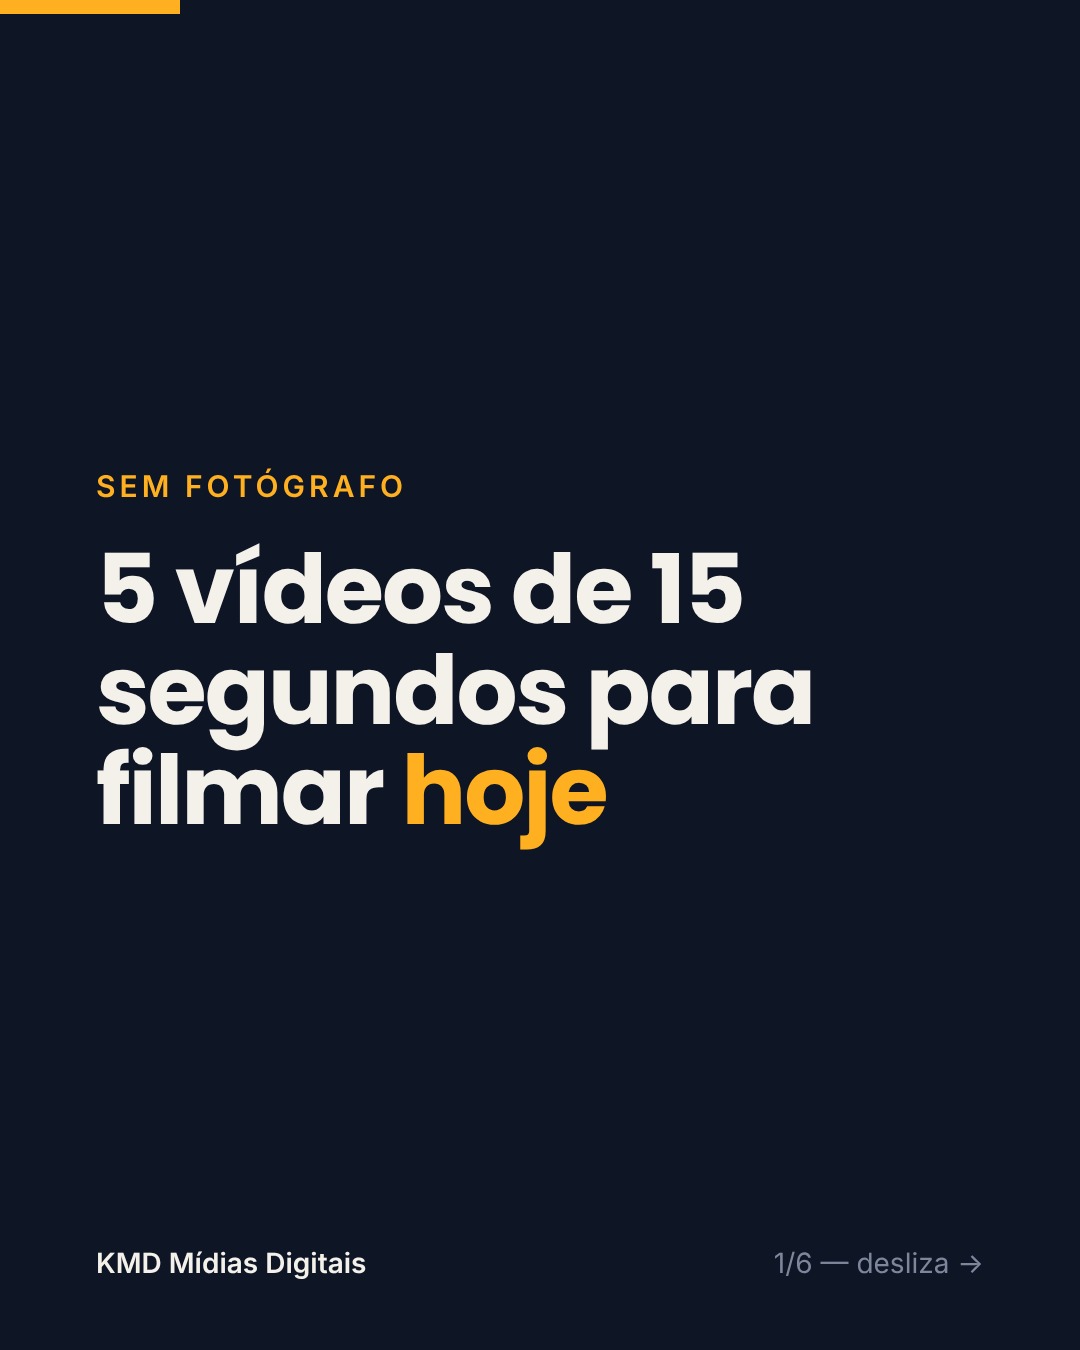 SEM FOTÓGRAFO
5 vídeos de 15
segundos para
filmar hoje
KMD Mídias Digitais
1/6 — desliza →